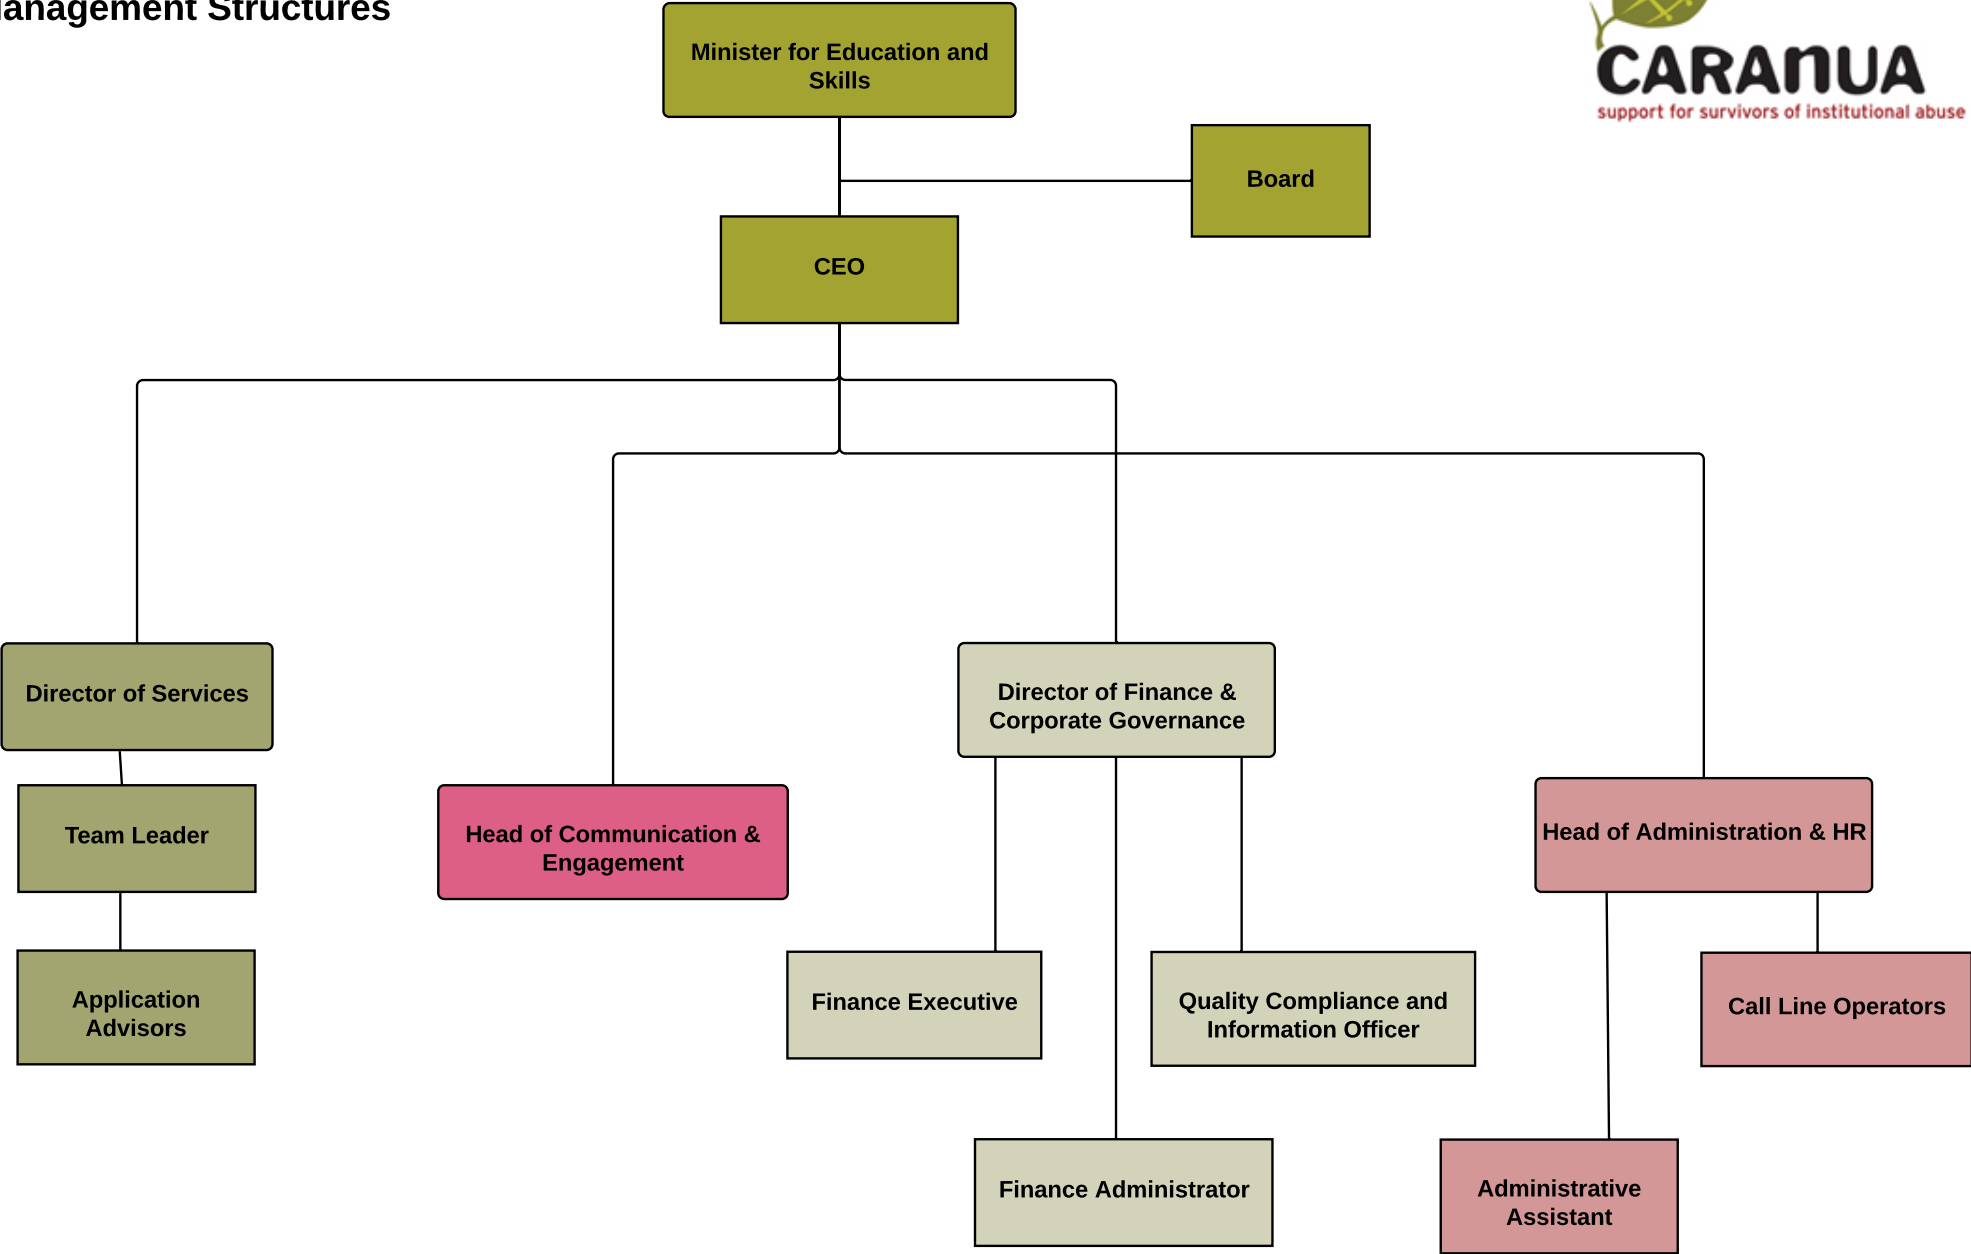 Management Structures
Minister for Education and
Skills
CARANUA
support for survivors of institutional abuse
Board
CEO
Director of Services
Director of Finance &
Corporate Governance
Team Leader
Head of Communication &
Engagement
Head of Administration & HR
Application
Advisors
Finance Executive
Quality Compliance and
Information Officer
Call Line Operators
Finance Administrator
Administrative
Assistant